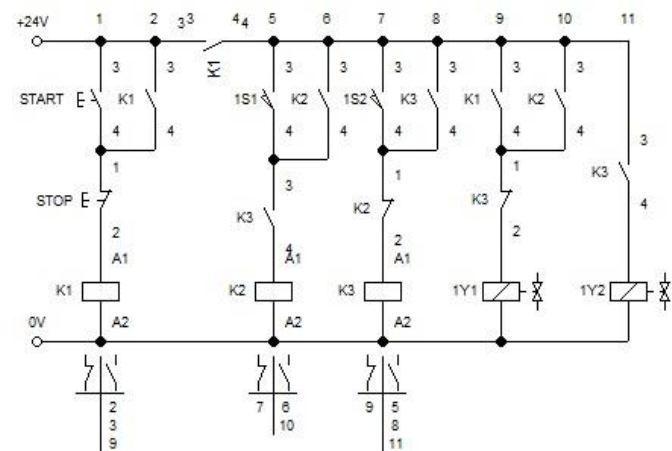 1 2 3 3 4 4 5 6 7 8 9 10 11
+24V
K1
3 3 3 3 3 3 3 3
START K1 1S1 K2 1S2 K3 K1 K2
4 4 4 4 4 4 4 4
3
K3
4
1 3 1 1
STOP K3 K2 K3
2 4 2 2
A1 A1 A1
K1 K2 K3 1Y1 1Y2
0V A2 A2 A2
2 7 6 9 5
3 10 8
9 11